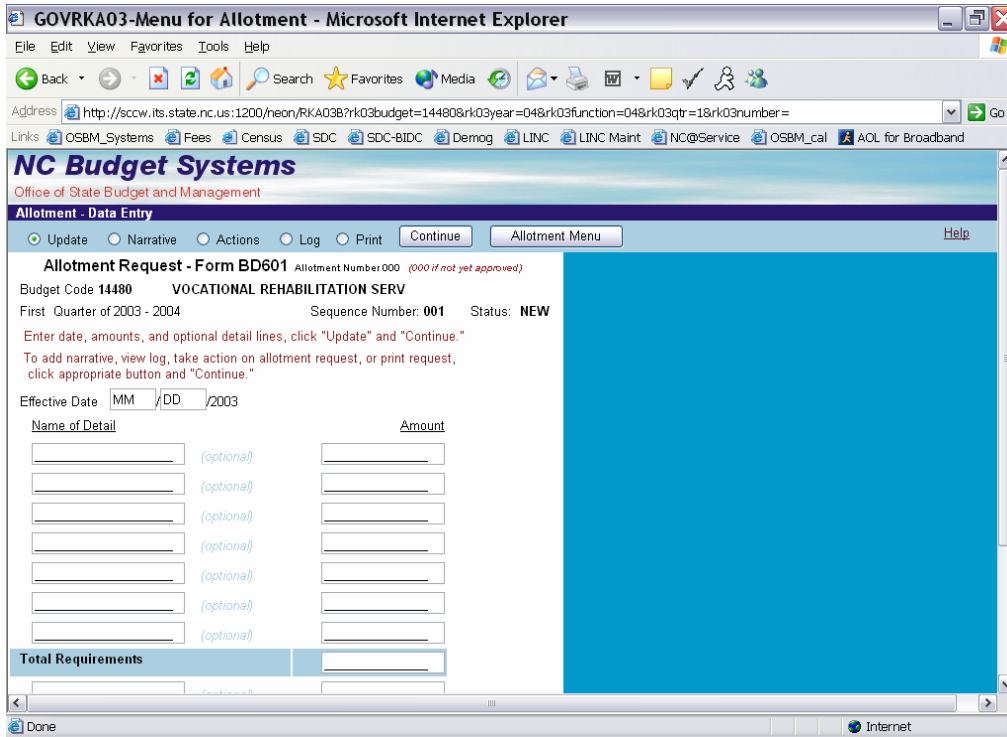 GOVRKA03-Menu for Allotment - Microsoft Internet Explorer
File Edit View Favorites Tools Help
Back Search Favorites Media
Address http://sccw.its.state.nc.us:1200/neon/RKA03B?rk03budget=14480&rk03year=04&rk03function=04&rk03qtr=1&rk03number= Go
Links OSBM_Systems Fees Census SDC SDC-BIDC Demog LINC LINC Maint NC@Service OSBM_cal AOL for Broadband
NC Budget Systems
Office of State Budget and Management
Allotment - Data Entry
Update Narrative Actions Log Print Continue Allotment Menu Help
Allotment Request - Form BD601 Allotment Number 000 (000 if not yet approved)
Budget Code 14480 VOCATIONAL REHABILITATION SERV
First Quarter of 2003 - 2004 Sequence Number: 001 Status: NEW
Enter date, amounts, and optional detail lines, click "Update" and "Continue."
To add narrative, view log, take action on allotment request, or print request,
click appropriate button and "Continue."
Effective Date MM / DD /2003
Name of Detail Amount
(optional)
(optional)
(optional)
(optional)
(optional)
(optional)
(optional)
Total Requirements
Done Internet